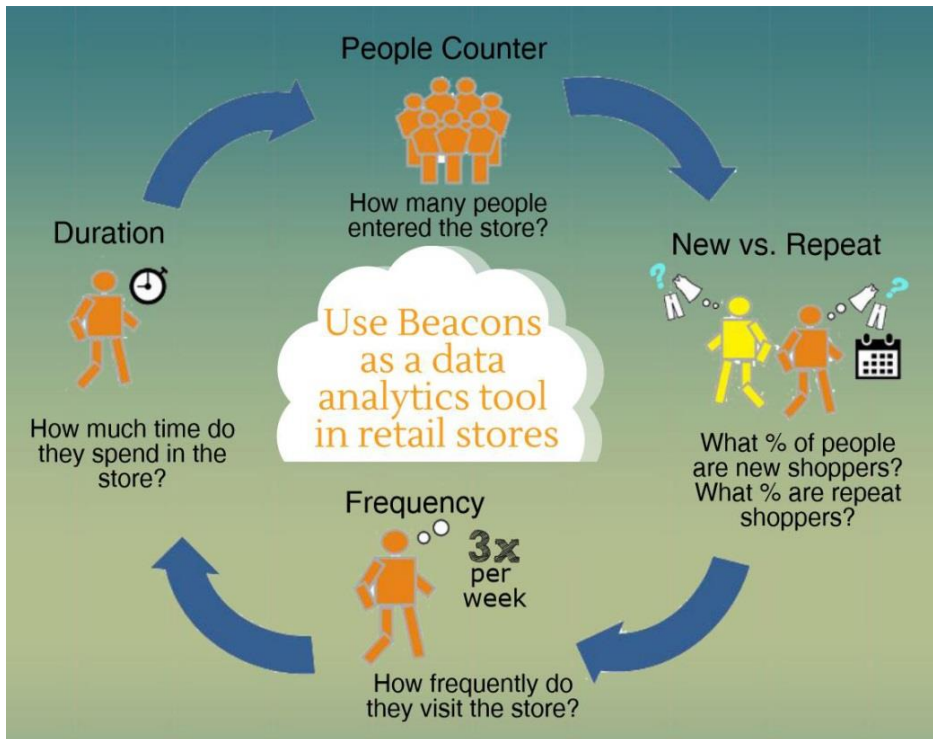 People Counter
How many people
entered the store?
New vs. Repeat
?
?
What % of people
are new shoppers?
What % are repeat
shoppers?
Frequency
3x
per
week
How frequently do
they visit the store?
Duration
How much time do
they spend in the
store?
Use Beacons
as a data
analytics tool
in retail stores